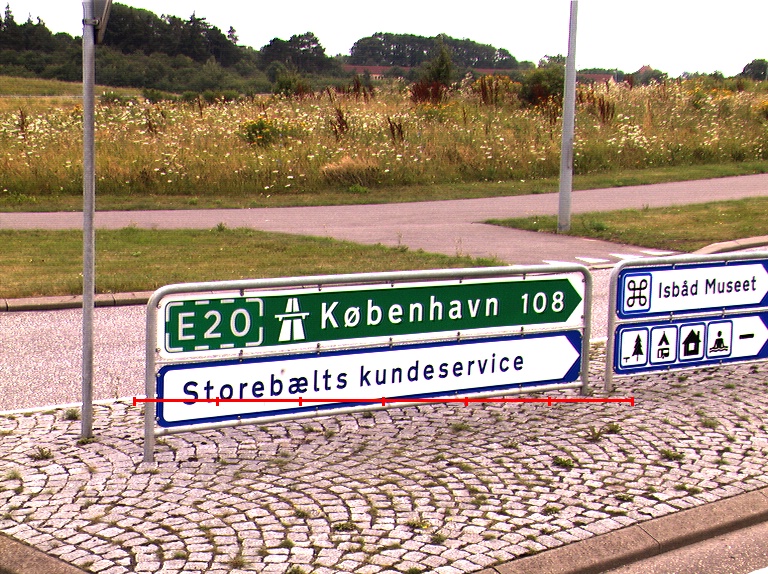 E20 København 108
Storebælts kundeservice
Isbåd Museet